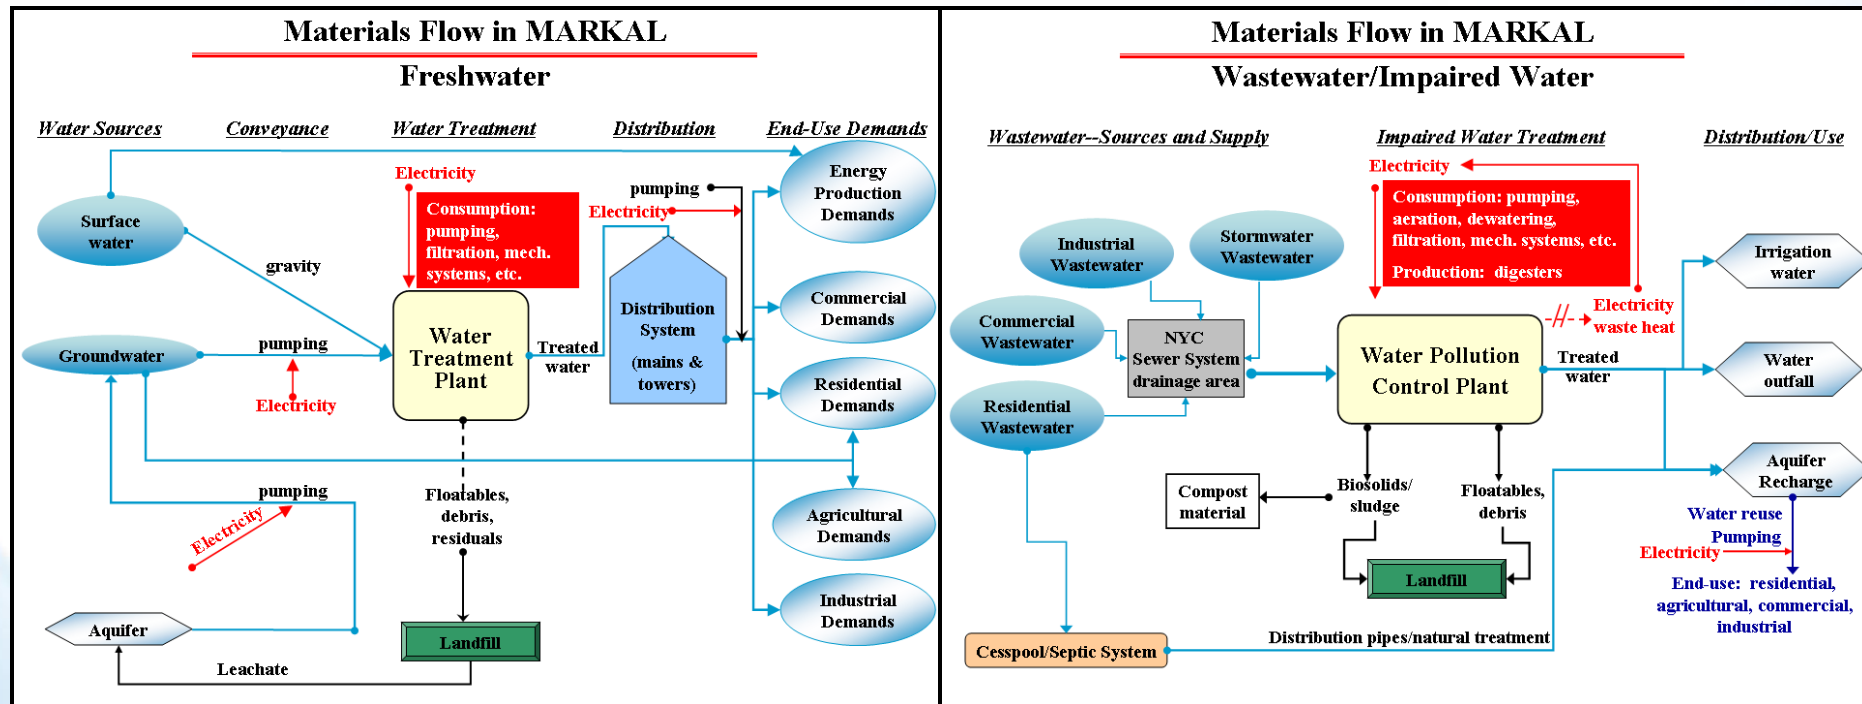 Materials Flow in MARKAL
Freshwater
Water Sources
Conveyance
Water Treatment
Distribution
End-Use Demands
Surface
water
gravity
Groundwater
pumping
Electricity
pumping
Electricity
Aquifer
Leachate
Electricity
Consumption:
pumping,
filtration, mech.
systems, etc.
Water
Treatment
Plant
Treated
water
Floatables,
debris,
residuals
Landfill
pumping
Electricity
Distribution
System
(mains &
towers)
Energy
Production
Demands
Commercial
Demands
Residential
Demands
Agricultural
Demands
Industrial
Demands
Materials Flow in MARKAL
Wastewater/Impaired Water
Wastewater--Sources and Supply
Impaired Water Treatment
Distribution/Use
Industrial
Wastewater
Stormwater
Wastewater
Commercial
Wastewater
Residential
Wastewater
NYC
Sewer System
drainage area
Electricity
Consumption: pumping,
aeration, dewatering,
filtration, mech. systems, etc.
Production: digesters
Electricity
waste heat
Water Pollution
Control Plant
Treated
water
Compost
material
Biosolids/
sludge
Floatables,
debris
Landfill
Cesspool/Septic System
Distribution pipes/natural treatment
Irrigation
water
Water
outfall
Aquifer
Recharge
Water reuse
Pumping
Electricity
End-use: residential,
agricultural, commercial,
industrial